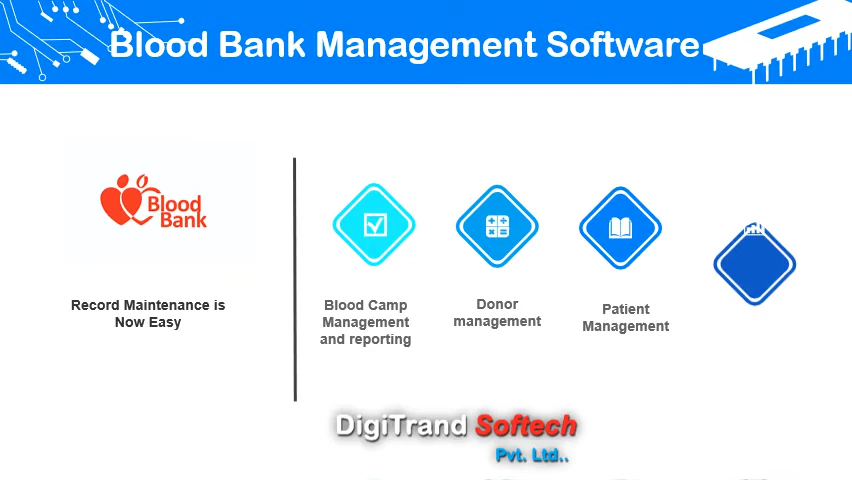 Blood Bank Management Software
Blood
Bank
Record Maintenance is
Now Easy
Blood Camp
Management
and reporting
Donor
management
Patient
Management
DigiTrand Softech
Pvt. Ltd..